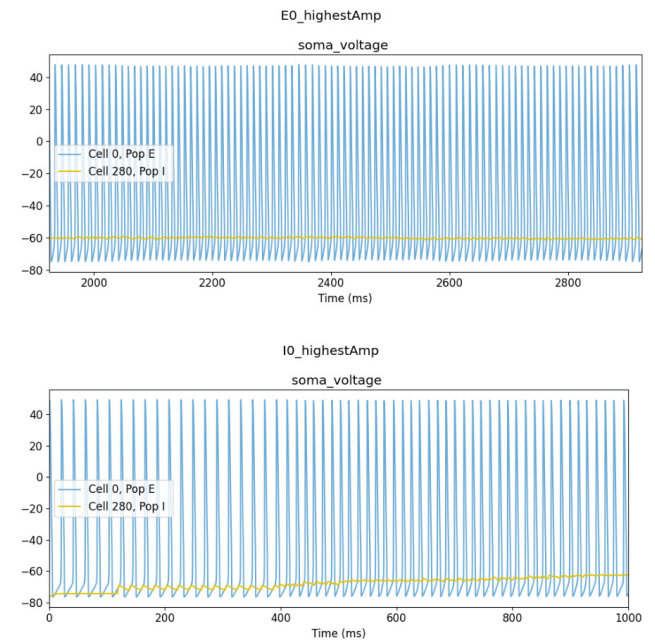 E0_highestAmp
soma_voltage
40
20
0
−20
−40
−60
−80
Cell 0, Pop E
Cell 280, Pop I
2000 2200 2400 2600 2800
Time (ms)
I0_highestAmp
soma_voltage
40
20
0
−20
−40
−60
−80
Cell 0, Pop E
Cell 280, Pop I
0 200 400 600 800 1000
Time (ms)